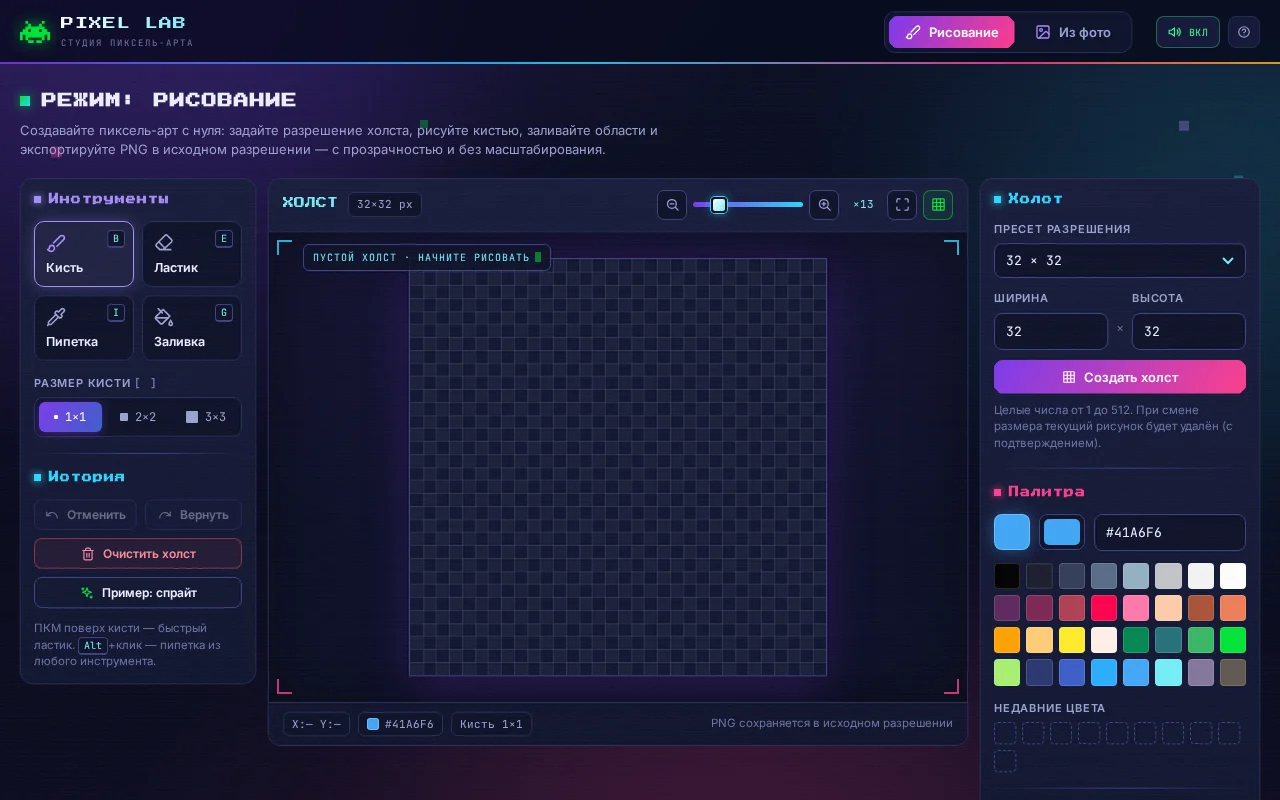 PIXEL LAB
СТУДИЯ ПИКСЕЛЬ-АРТА
Рисование
Из фото
ВКЛ
РЕЖИМ: РИСОВАНИЕ
Создавайте пиксель-арт с нуля: задайте разрешение холста, рисуйте кистью, заливайте области и
экспортируйте PNG в исходном разрешении — с прозрачностью и без масштабирования.
Инструменты
B
Кисть
E
Ластик
I
Пипетка
G
Заливка
РАЗМЕР КИСТИ [ ]
1×1
2×2
3×3
История
Отменить
Вернуть
Очистить холст
Пример: спрайт
ПКМ поверх кисти — быстрый
ластик. Alt+клик — пипетка из
любого инструмента.
ХОЛСТ
32×32 px
×13
ПУСТОЙ ХОЛСТ · НАЧНИТЕ РИСОВАТЬ
X:— Y:—
#41A6F6
Кисть 1×1
PNG сохраняется в исходном разрешении
Холот
ПРЕСЕТ РАЗРЕШЕНИЯ
32 × 32
ШИРИНА
ВЫСОТА
32
×
32
Создать холст
Целые числа от 1 до 512. При смене
размера текущий рисунок будет удалён (с
подтверждением).
Палитра
#41A6F6
НЕДАВНИЕ ЦВЕТА